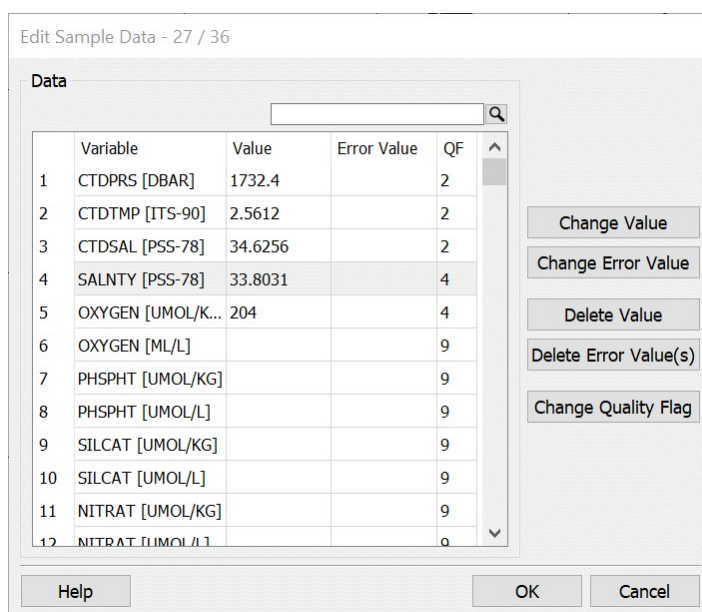 Edit Sample Data - 27 / 36
Data
Variable Value Error Value QF
1 CTDPRS [DBAR] 1732.4 2
2 CTDTMP [ITS-90] 2.5612 2
3 CTDSAL [PSS-78] 34.6256 2
4 SALNTY [PSS-78] 33.8031 4
5 OXYGEN [UMOL/K... 204 4
6 OXYGEN [ML/L] 9
7 PHSPHT [UMOL/KG] 9
8 PHSPHT [UMOL/L] 9
9 SILCAT [UMOL/KG] 9
10 SILCAT [UMOL/L] 9
11 NITRAT [UMOL/KG] 9
12 NITRAT [UMOL/L] 9
Change Value
Change Error Value
Delete Value
Delete Error Value(s)
Change Quality Flag
Help OK Cancel